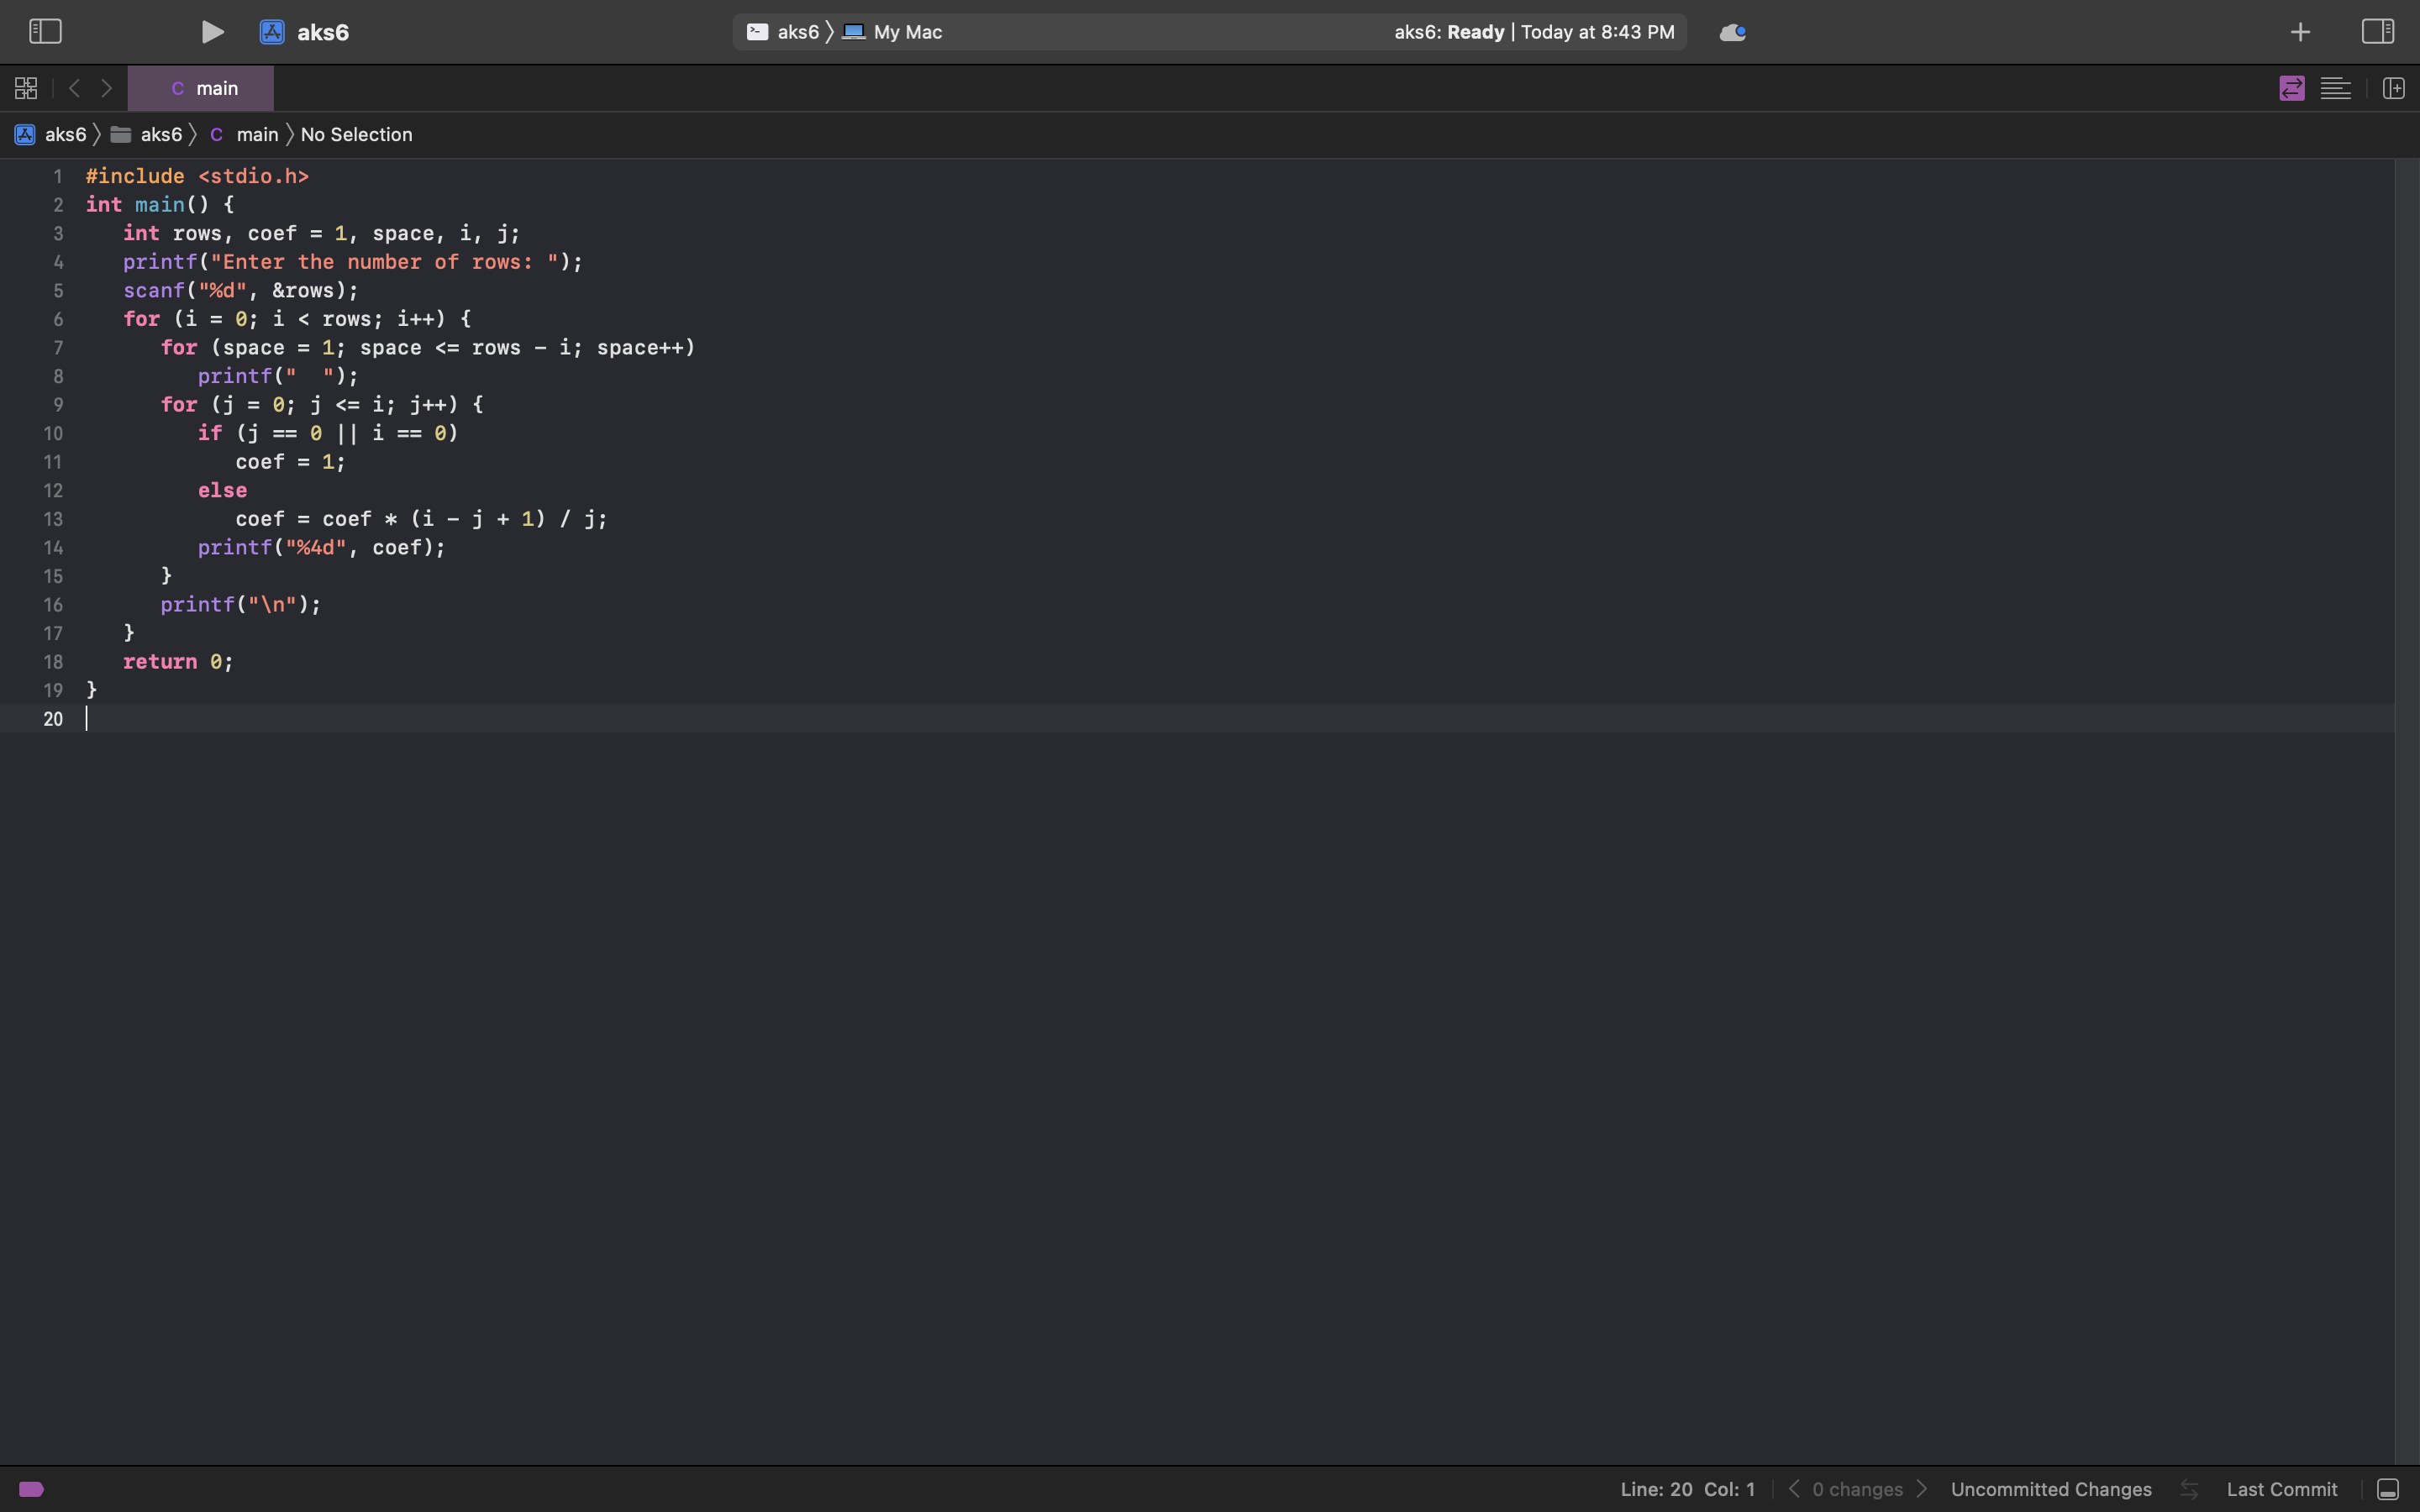 aks6
aks6 My Mac
aks6: Ready | Today at 8:43 PM
C main
aks6 aks6 C main No Selection
1 #include <stdio.h>
2 int main() {
3    int rows, coef = 1, space, i, j;
4    printf("Enter the number of rows: ");
5    scanf("%d", &rows);
6    for (i = 0; i < rows; i++) {
7       for (space = 1; space <= rows - i; space++)
8          printf("  ");
9       for (j = 0; j <= i; j++) {
10          if (j == 0 || i == 0)
11             coef = 1;
12          else
13             coef = coef * (i - j + 1) / j;
14          printf("%4d", coef);
15       }
16       printf("\n");
17    }
18    return 0;
19 }
20
Line: 20 Col: 1 0 changes Uncommitted Changes Last Commit